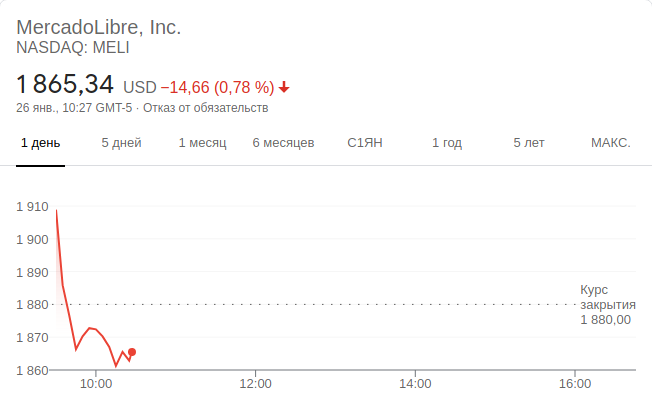 MercadoLibre, Inc.
NASDAQ: MELI
1 865,34 USD −14,66 (0,78 %)
26 янв., 10:27 GMT-5 · Отказ от обязательств
1 день 5 дней 1 месяц 6 месяцев С1ЯН 1 год 5 лет МАКС.
1 910
1 900
1 890
1 880
1 870
1 860
Курс
закрытия
1 880,00
10:00 12:00 14:00 16:00